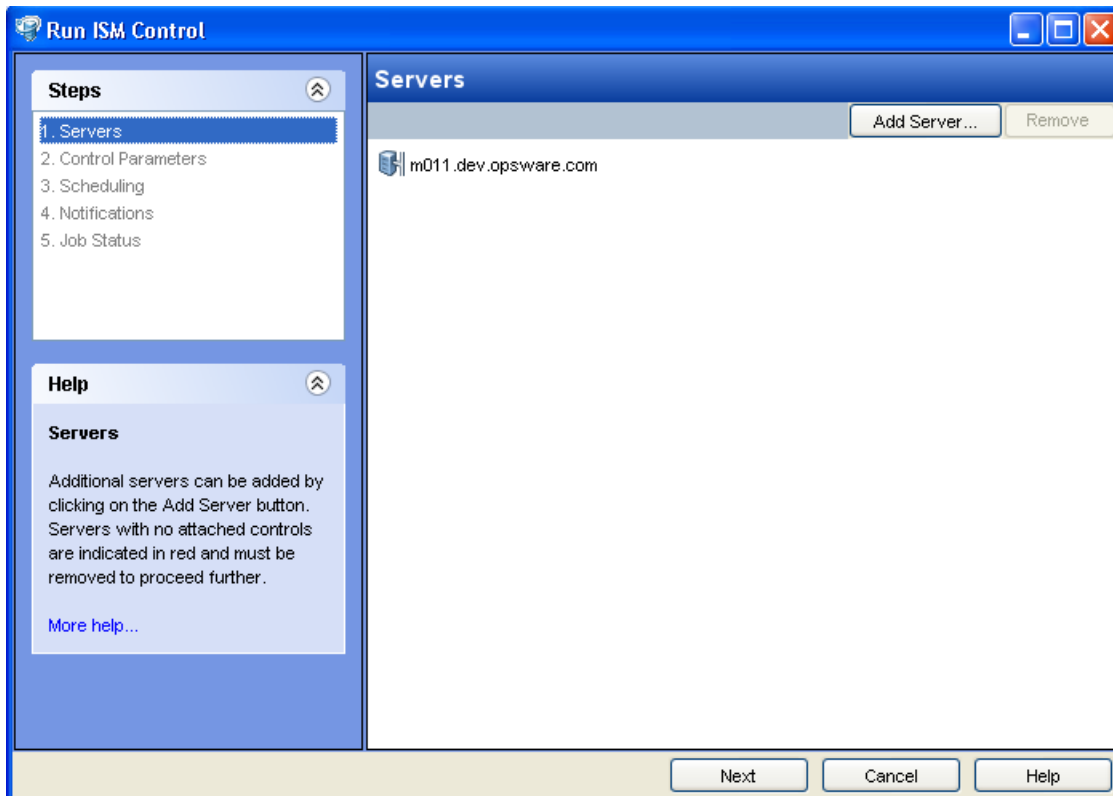 Run ISM Control
Steps
1. Servers
2. Control Parameters
3. Scheduling
4. Notifications
5. Job Status
Help
Servers
Additional servers can be added by
clicking on the Add Server button.
Servers with no attached controls
are indicated in red and must be
removed to proceed further.
More help...
Servers
Add Server...
Remove
m011.dev.opsware.com
Next
Cancel
Help